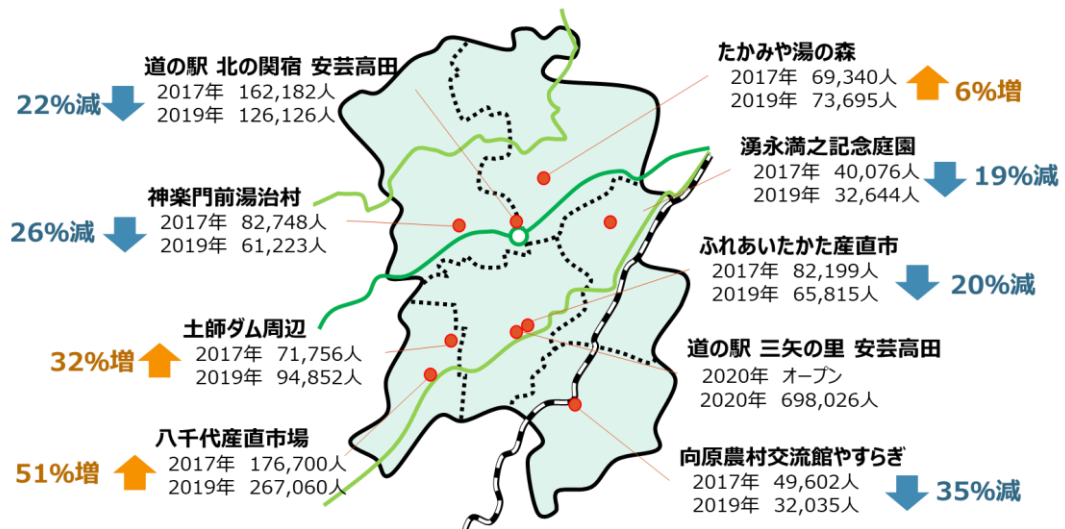 道の駅 北の関宿 安芸高田
2017年 162,182人
2019年 126,126人
22%減
神楽門前湯治村
2017年 82,748人
2019年 61,223人
26%減
土師ダム周辺
2017年 71,756人
2019年 94,852人
32%増
八千代産直市場
2017年 176,700人
2019年 267,060人
51%増
たかみや湯の森
2017年 69,340人
2019年 73,695人
6%増
湧永満之記念庭園
2017年 40,076人
2019年 32,644人
19%減
ふれあいたかた産直市
2017年 82,199人
2019年 65,815人
20%減
道の駅 三矢の里 安芸高田
2020年 オープン
2020年 698,026人
向原農村交流館やすらぎ
2017年 49,602人
2019年 32,035人
35%減